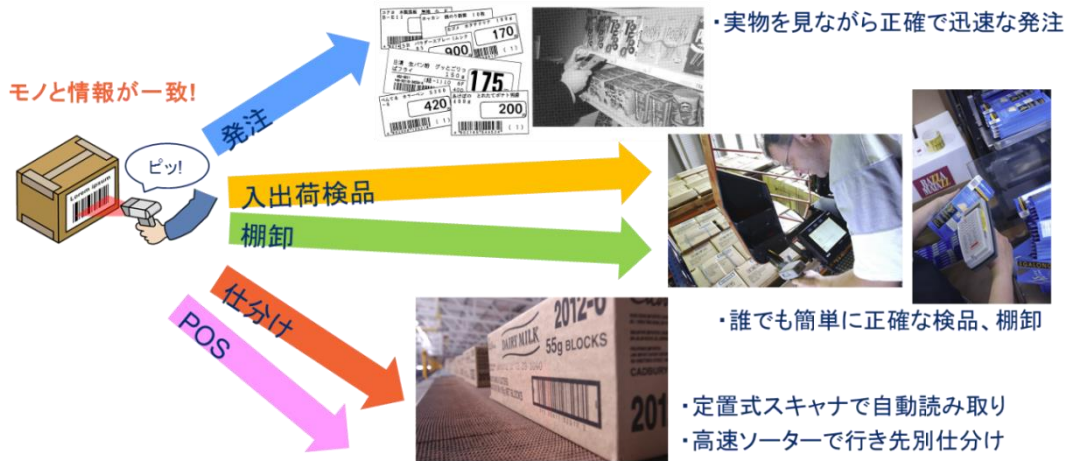 ・実物を見ながら正確で迅速な発注
モノと情報が一致!
ピッ!
Lorem ipsum
発注
170
900
175
420
200
入出荷検品
棚卸
・誰でも簡単に正確な検品、棚卸
仕分け
POS
2012-0
DAIRY MILK
55g BLOCKS
CADBURY
201
・定置式スキャナで自動読み取り
・高速ソーターで行き先別仕分け